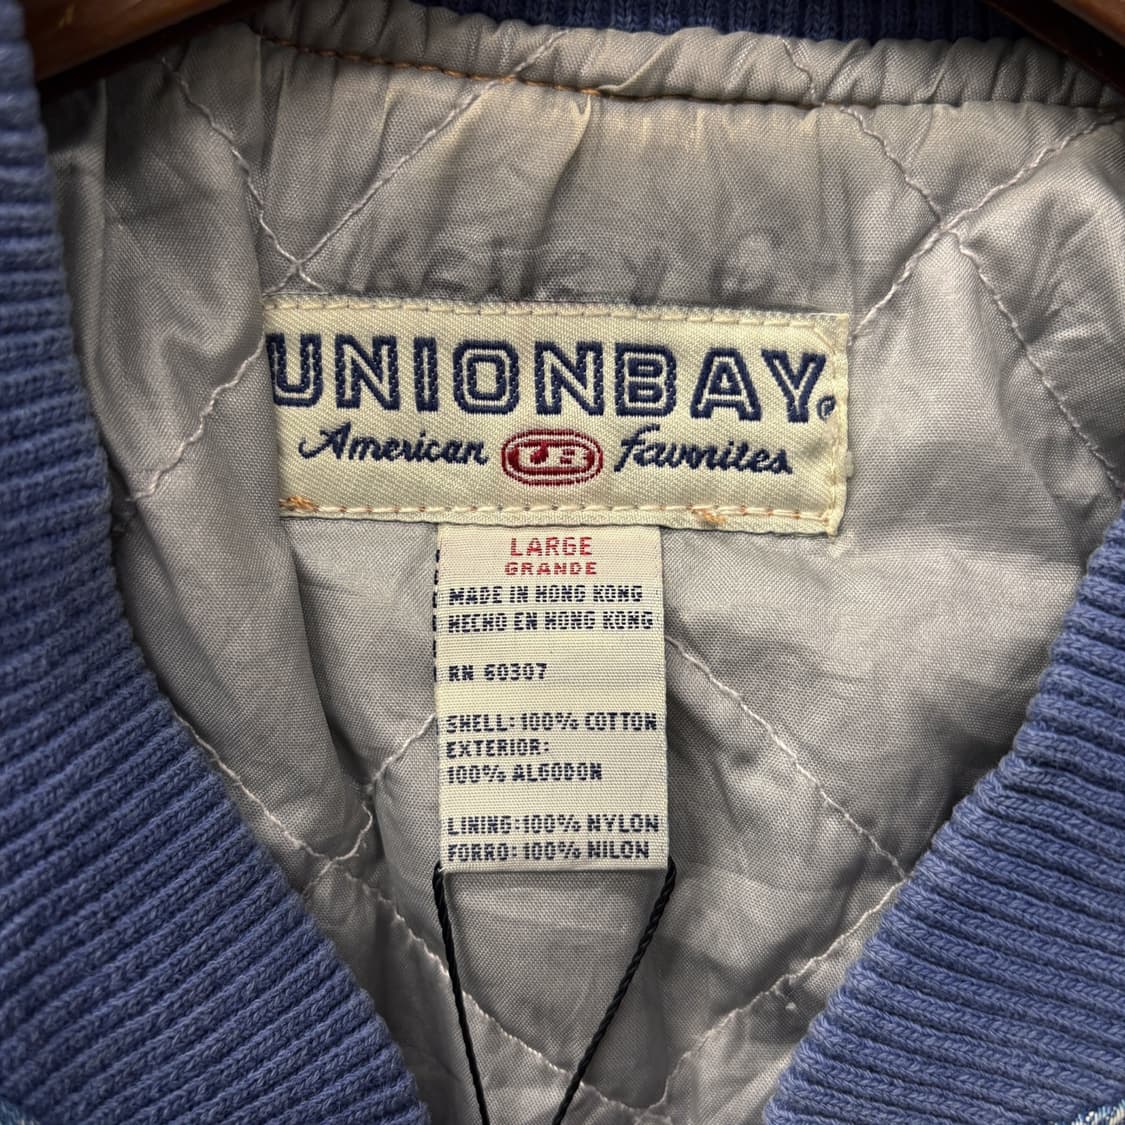 UNIONBAY®
American UB Favorites
LARGE
GRANDE
MADE IN HONG KONG
HECHO EN HONG KONG
RN 60307
SHELL: 100% COTTON
EXTERIOR:
100% ALGODON
LINING: 100% NYLON
FORRO: 100% NILON